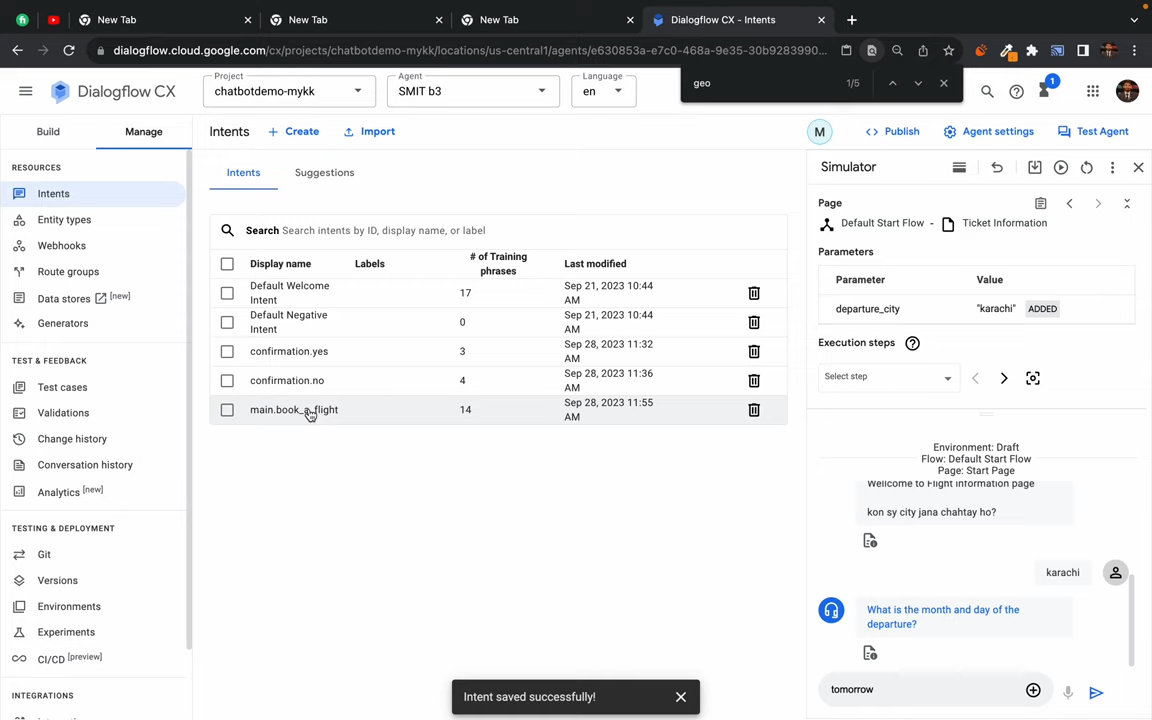 New Tab
New Tab
New Tab
Dialogflow CX - Intents
dialogflow.cloud.google.com/cx/projects/chatbotdemo-mykk/locations/us-central1/agents/e630853a-e7c0-468a-9e35-30b9283990...
geo
1/5
Dialogflow CX
Project
chatbotdemo-mykk
Agent
SMIT b3
Language
en
1
Build
Manage
Intents
Create
Import
M
Publish
Agent settings
Test Agent
RESOURCES
Intents
Entity types
Webhooks
Route groups
Data stores [new]
Generators
TEST & FEEDBACK
Test cases
Validations
Change history
Conversation history
Analytics [new]
TESTING & DEPLOYMENT
Git
Versions
Environments
Experiments
CI/CD [preview]
INTEGRATIONS
Intents
Suggestions
Search Search intents by ID, display name, or label
Display name
Labels
# of Training
phrases
Last modified
Default Welcome
Intent
17
Sep 21, 2023 10:44
AM
Default Negative
Intent
0
Sep 21, 2023 10:44
AM
confirmation.yes
3
Sep 28, 2023 11:32
AM
confirmation.no
4
Sep 28, 2023 11:36
AM
main.book_a_flight
14
Sep 28, 2023 11:55
AM
Intent saved successfully!
Simulator
Page
Default Start Flow - Ticket Information
Parameters
Parameter
Value
departure_city
"karachi" ADDED
Execution steps
Select step
Environment: Draft
Flow: Default Start Flow
Page: Start Page
Wellcome to Flight information page
kon sy city jana chahtay ho?
karachi
What is the month and day of the
departure?
tomorrow